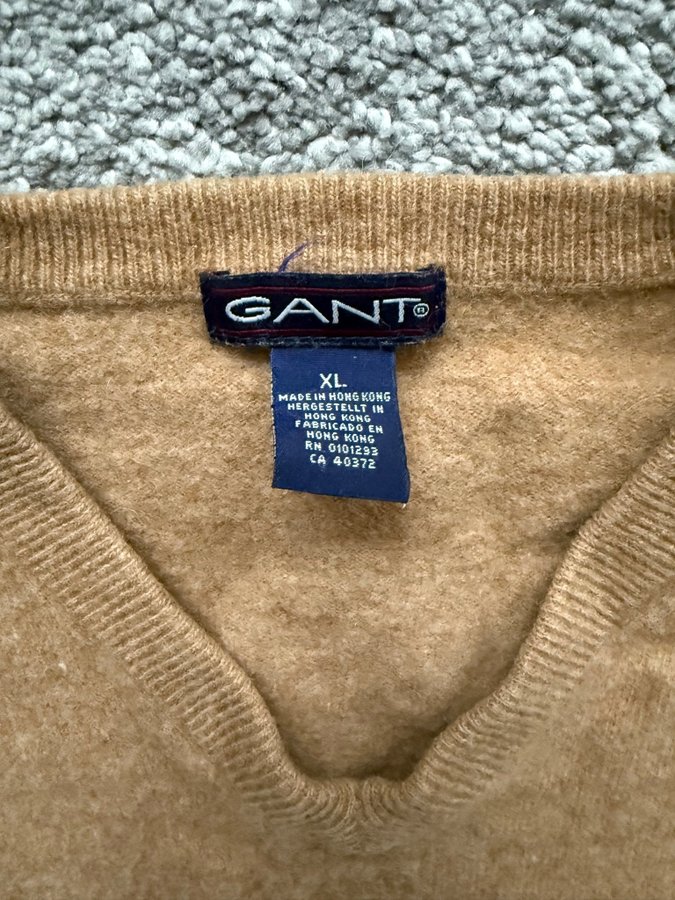 GANT®
XL
MADE IN HONG KONG
HERGESTELLT IN
HONG KONG
FABRICADO EN
HONG KONG
RN 0101293
CA 40372